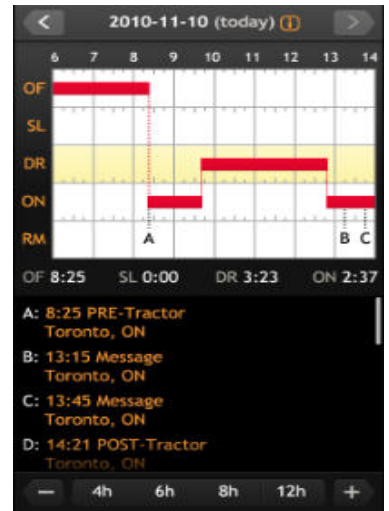 < 2010-11-10 (today) i >
6 7 8 9 10 11 12 13 14
OF
SL
DR
ON
RM A B C
OF 8:25 SL 0:00 DR 3:23 ON 2:37
A: 8:25 PRE-Tractor
Toronto, ON
B: 13:15 Message
Toronto, ON
C: 13:45 Message
Toronto, ON
D: 14:21 POST-Tractor
Toronto, ON
− 4h 6h 8h 12h +